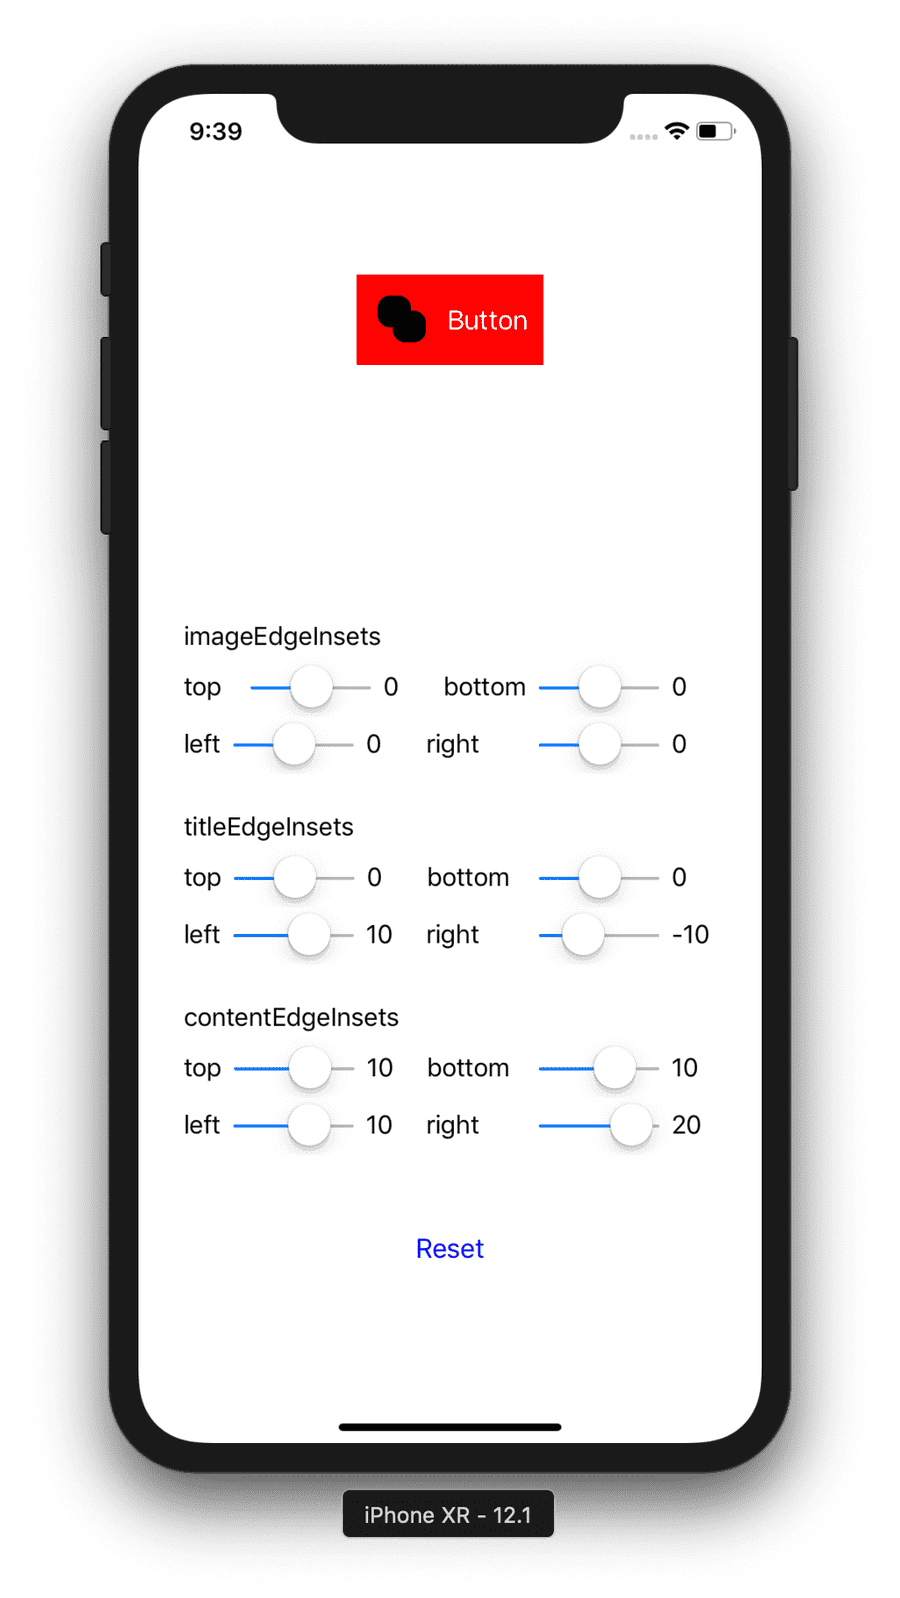 9:39
Button
imageEdgeInsets
top 0 bottom 0
left 0 right 0
titleEdgeInsets
top 0 bottom 0
left 10 right -10
contentEdgeInsets
top 10 bottom 10
left 10 right 20
Reset
iPhone XR - 12.1